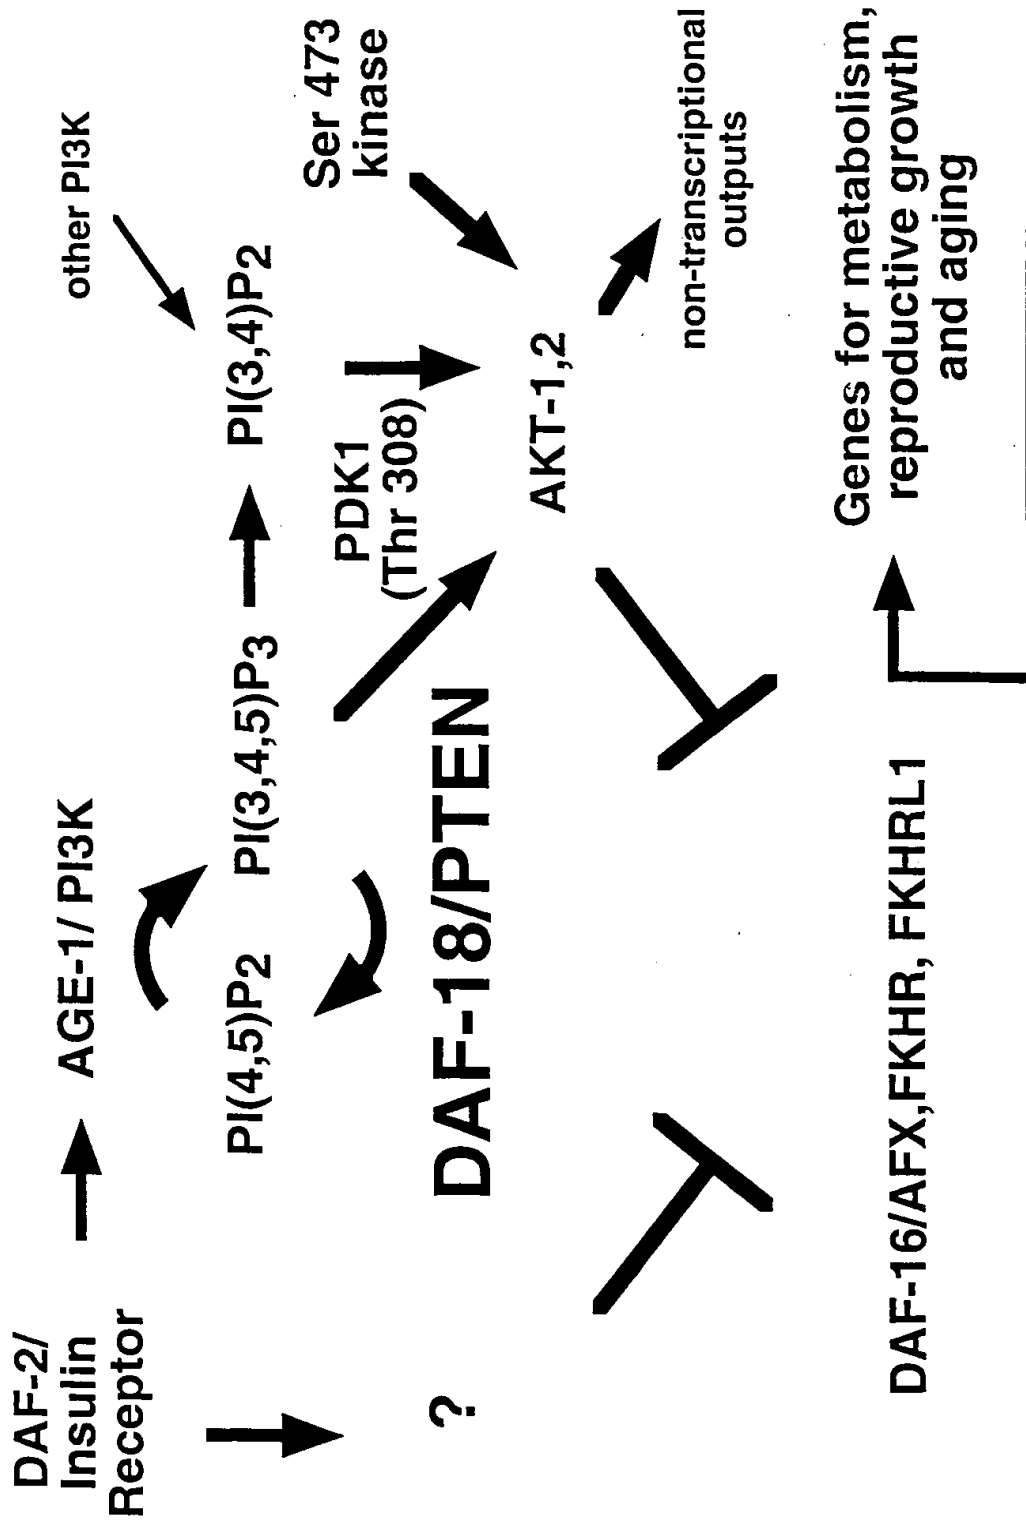 DAF-2/
Insulin
Receptor
AGE-1/ PI3K
other PI3K
PI(4,5)P2
PI(3,4,5)P3
PI(3,4)P2
Ser 473
kinase
PDK1
(Thr 308)
?
DAF-18/PTEN
AKT-1,2
non-transcriptional
outputs
DAF-16/AFX,FKHR, FKHRL1
Genes for metabolism,
reproductive growth
and aging